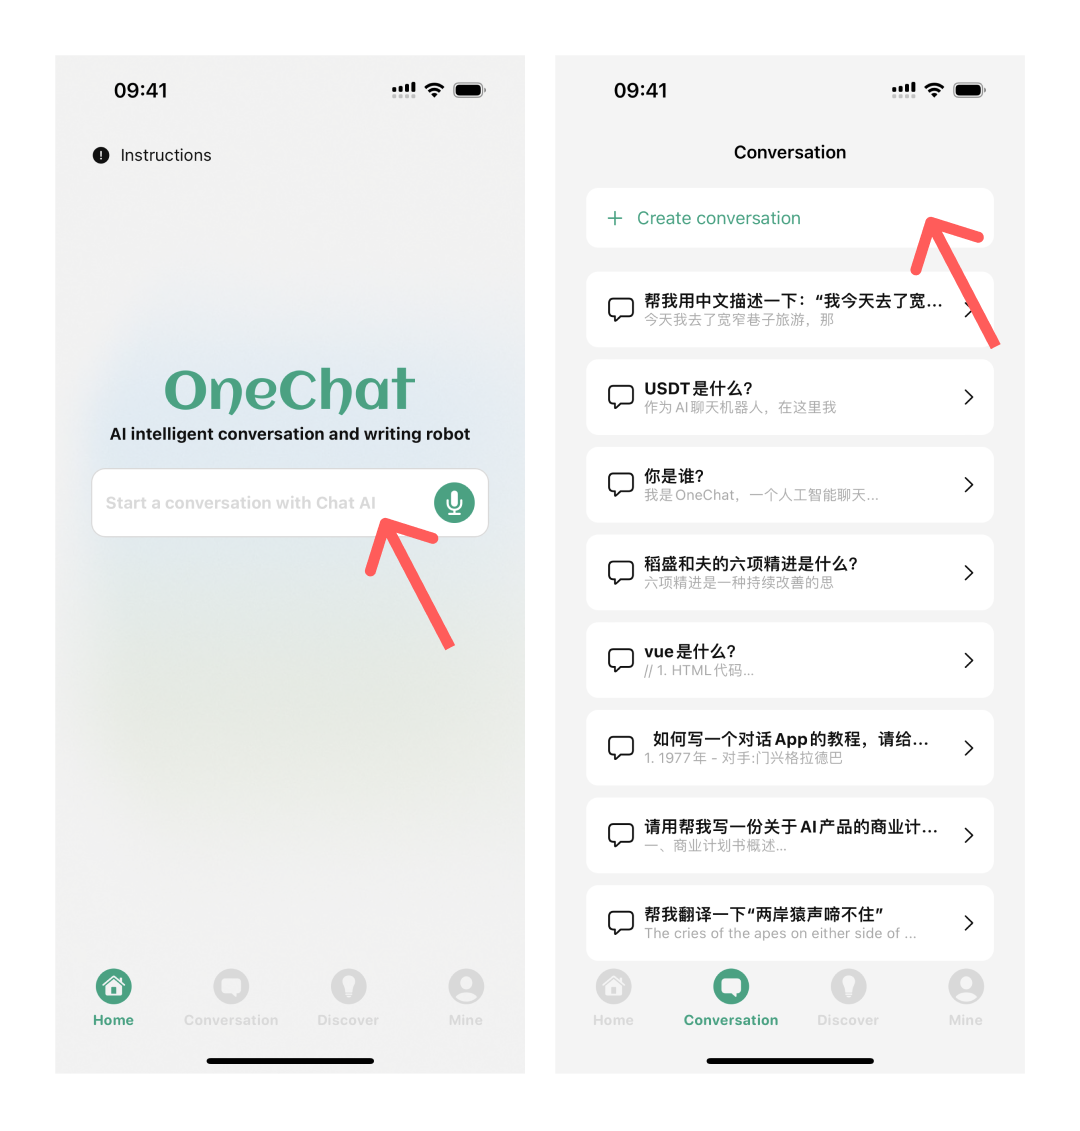 09:41
Instructions
OneChat
AI intelligent conversation and writing robot
Start a conversation with Chat AI
Home
Conversation
Discover
Mine
09:41
Conversation
+ Create conversation
帮我用中文描述一下：“我今天去了宽...
今天我去了宽窄巷子旅游，那
USDT是什么？
作为AI聊天机器人，在这里我
你是谁？
我是OneChat，一个人工智能聊天...
稻盛和夫的六项精进是什么？
六项精进是一种持续改善的思
vue是什么？
// 1. HTML代码...
如何写一个对话App的教程，请给...
1. 1977年 - 对手:门兴格拉德巴
请用帮我写一份关于AI产品的商业计...
一、商业计划书概述...
帮我翻译一下“两岸猿声啼不住”
The cries of the apes on either side of ...
Home
Conversation
Discover
Mine